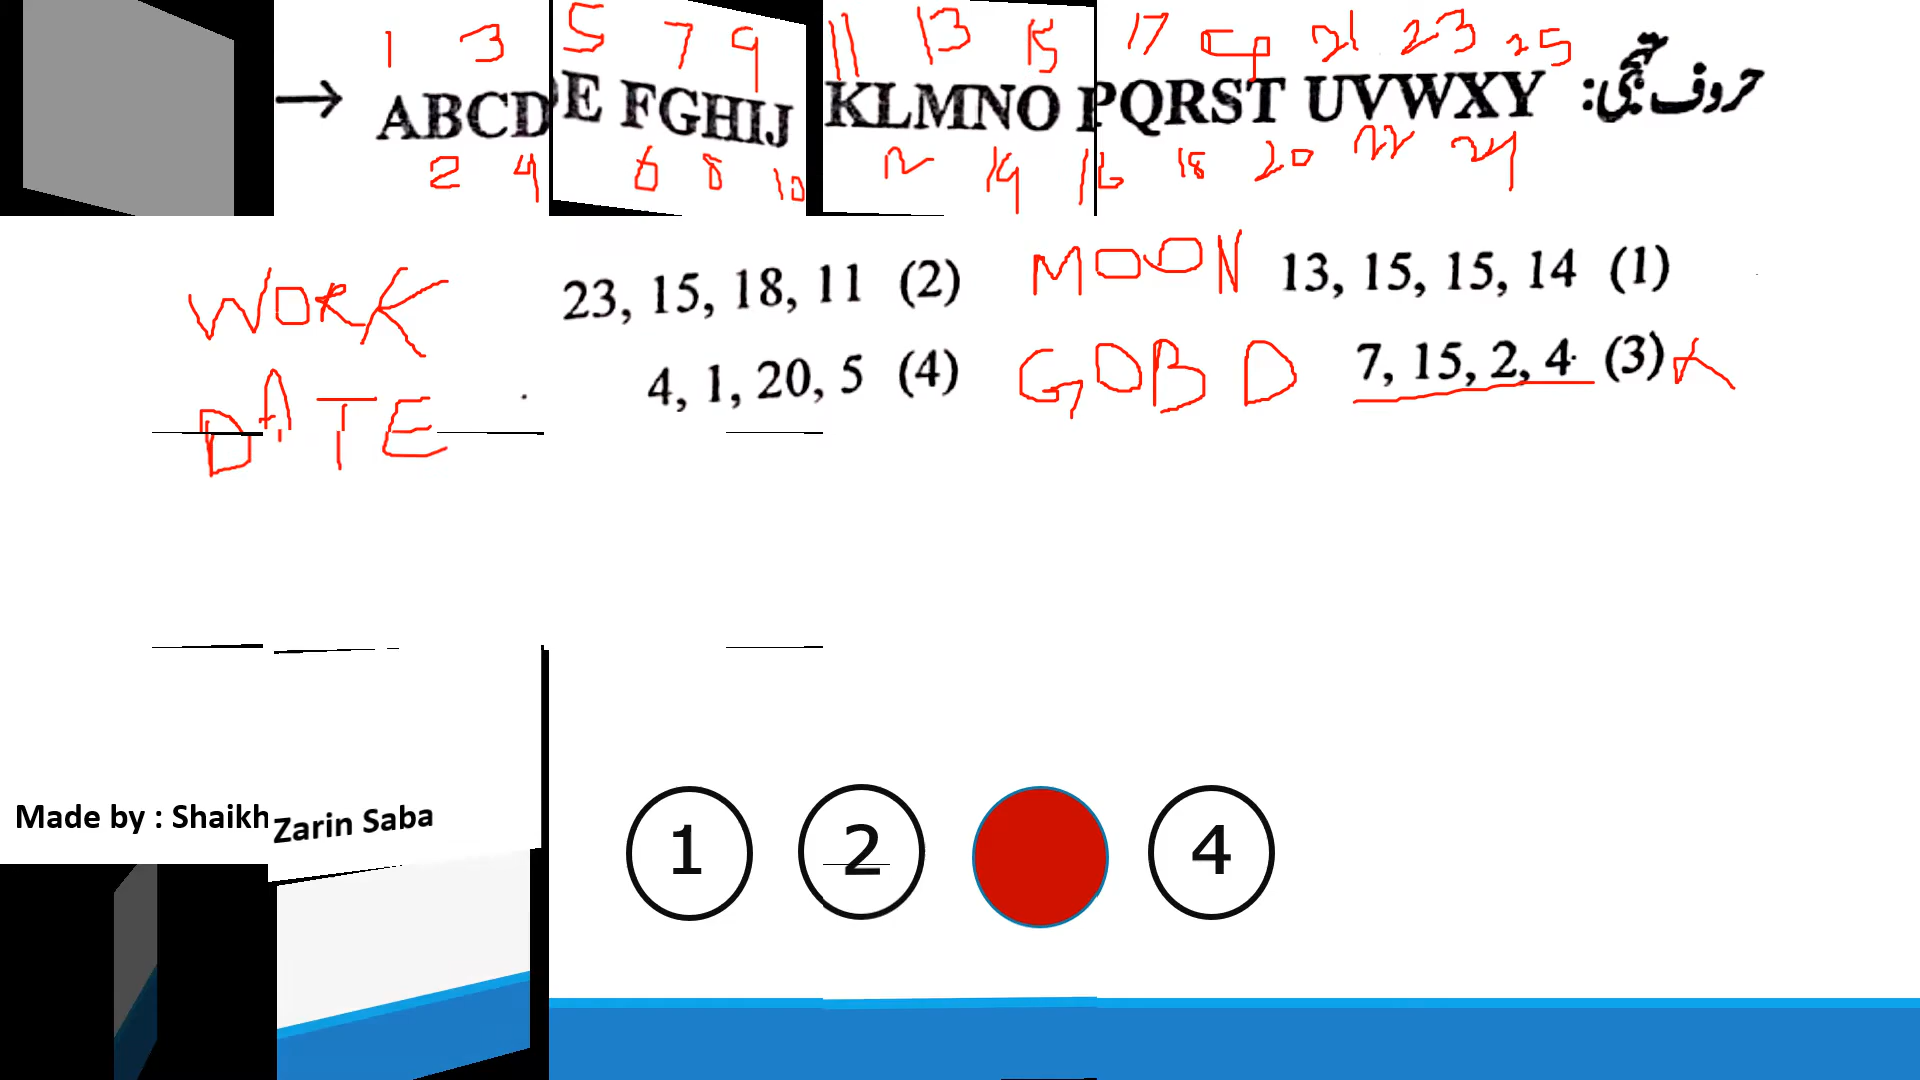 1 3 5 7 9 11 13 15 17 19 21 23 25
→ ABCD E FGHIJ KLMNO PQRST UVWXY حروف تہجی:
2 4 6 8 10 12 14 16 18 20 22 24
WORK 23, 15, 18, 11 (2) MOON 13, 15, 15, 14 (1)
DATE 4, 1, 20, 5 (4) GOBD 7, 15, 2, 4 (3)
Made by : Shaikh Zarin Saba
1 2 4